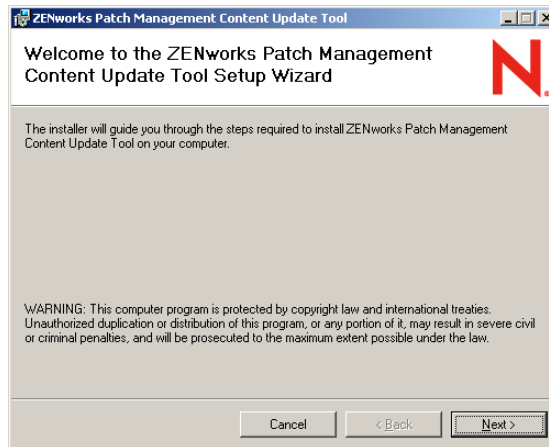 ZENworks Patch Management Content Update Tool
Welcome to the ZENworks Patch Management
Content Update Tool Setup Wizard
N®
The installer will guide you through the steps required to install ZENworks Patch Management
Content Update Tool on your computer.
WARNING: This computer program is protected by copyright law and international treaties.
Unauthorized duplication or distribution of this program, or any portion of it, may result in severe civil
or criminal penalties, and will be prosecuted to the maximum extent possible under the law.
Cancel
< Back
Next >